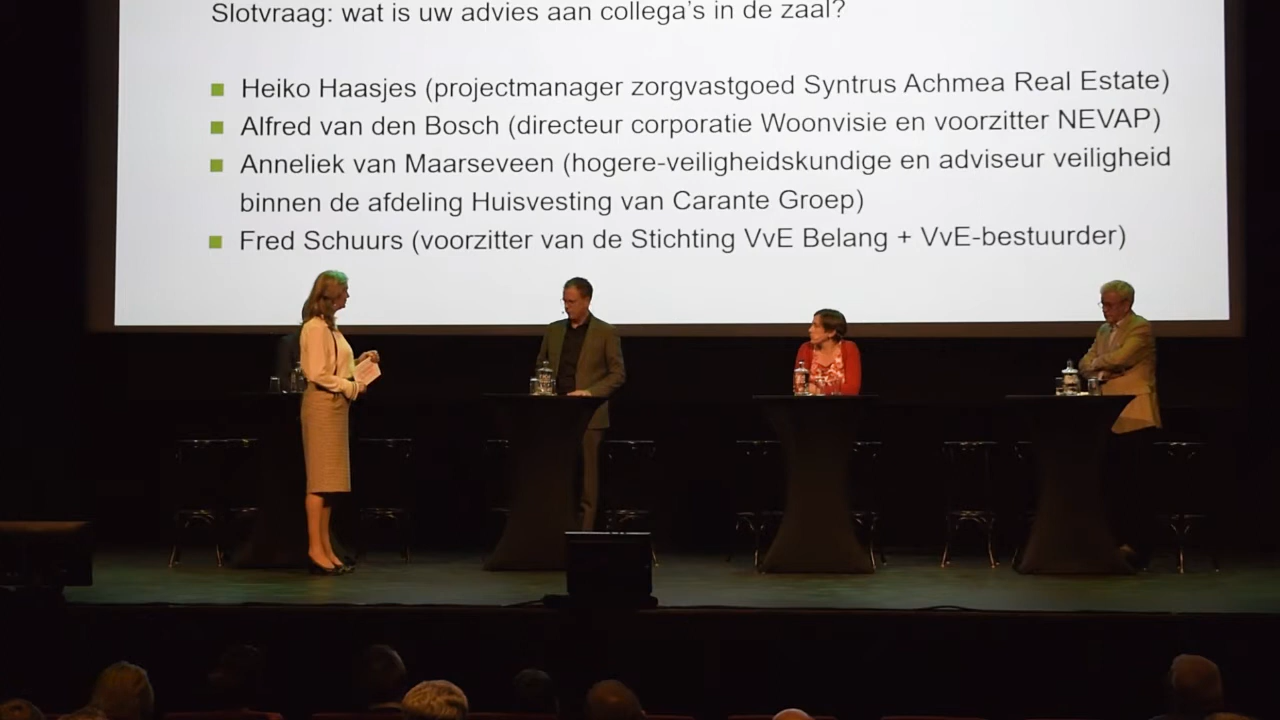 Slotvraag: wat is uw advies aan collega's in de zaal?
Heiko Haasjes (projectmanager zorgvastgoed Syntrus Achmea Real Estate)
Alfred van den Bosch (directeur corporatie Woonvisie en voorzitter NEVAP)
Anneliek van Maarseveen (hogere-veiligheidskundige en adviseur veiligheid
binnen de afdeling Huisvesting van Carante Groep)
Fred Schuurs (voorzitter van de Stichting VvE Belang + VvE-bestuurder)